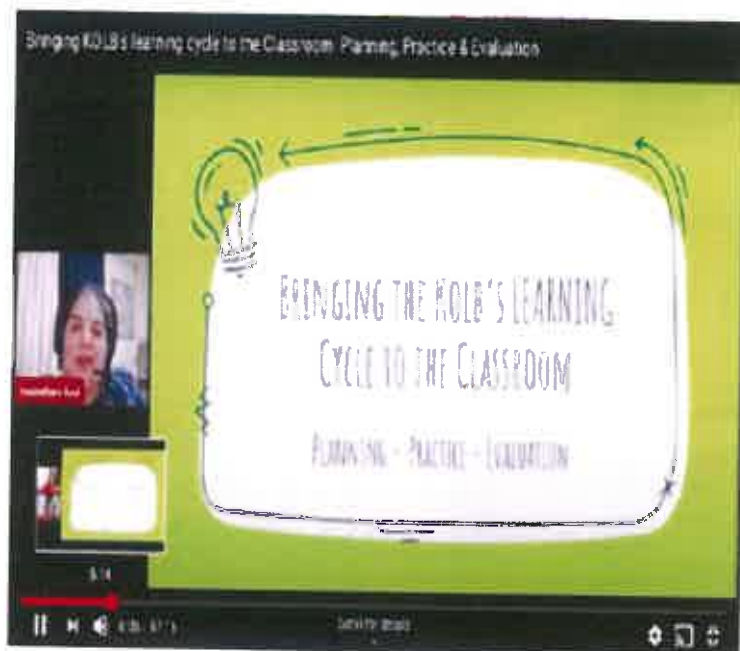 Bringing KOLB's learning cycle to the Classroom: Planning, Practice & Evaluation
BRINGING THE KOLB'S LEARNING
CYCLE TO THE CLASSROOM
PLANNING - PRACTICE - EVALUATION